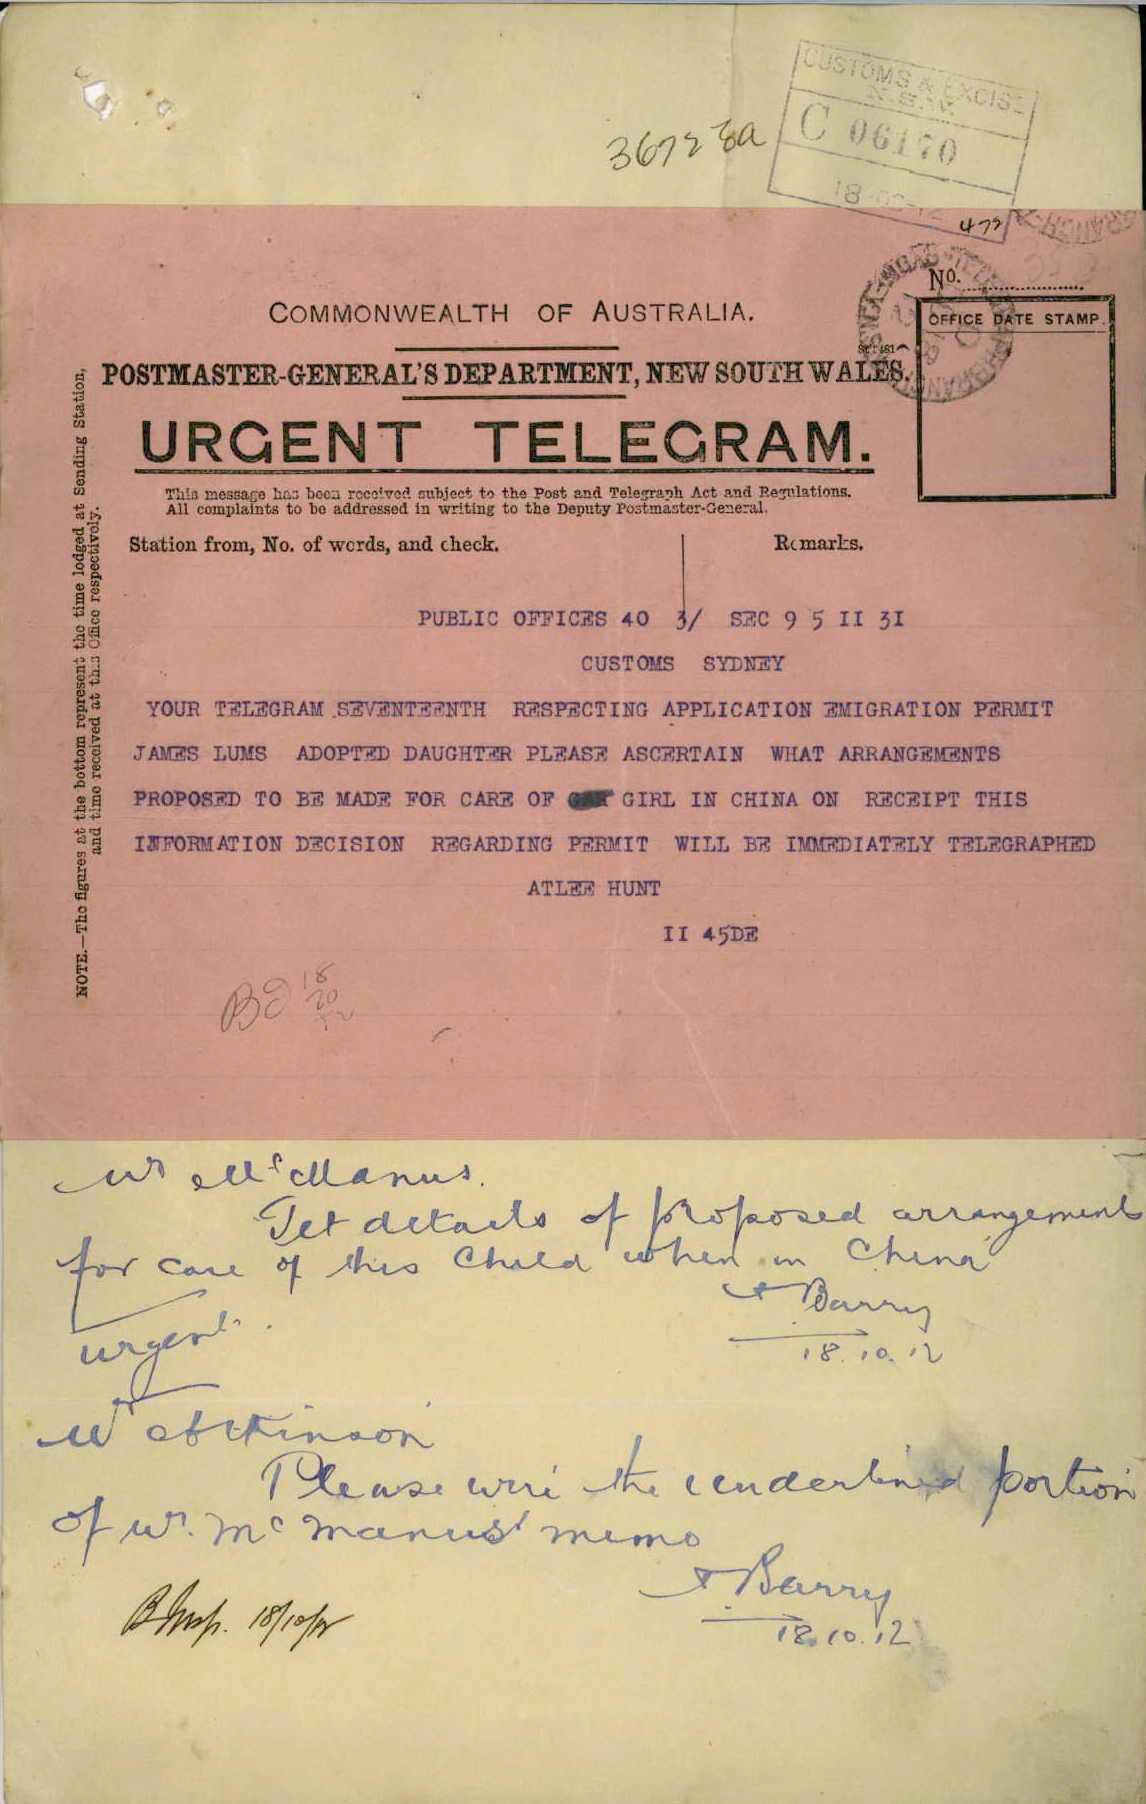 CUSTOMS & EXCISE
N.S.W.
C 06170
473
No.
COMMONWEALTH OF AUSTRALIA.
OFFICE DATE STAMP.
POSTMASTER-GENERAL'S DEPARTMENT, NEW SOUTH WALES.
URGENT TELEGRAM.
This message has been received subject to the Post and Telegraph Act and Regulations.
All complaints to be addressed in writing to the Deputy Postmaster-General.
Station from, No. of words, and check. Remarks.
NOTE.—The figures at the bottom represent the time lodged at Sending Station,
and time received at this Office respectively.
PUBLIC OFFICES 40 3/ SEC 9 5 II 31
CUSTOMS SYDNEY
YOUR TELEGRAM SEVENTEENTH RESPECTING APPLICATION EMIGRATION PERMIT
JAMES LUMS ADOPTED DAUGHTER PLEASE ASCERTAIN WHAT ARRANGEMENTS
PROPOSED TO BE MADE FOR CARE OF GIRL IN CHINA ON RECEIPT THIS
INFORMATION DECISION REGARDING PERMIT WILL BE IMMEDIATELY TELEGRAPHED
ATLEE HUNT
II 45DE
Mr McManus.
Get details of proposed arrangements
for care of this Child when in China
Barry
urgent.
18.10.12
Mr Atkinson
Please wire the underlined portion
of Mr. McManus' memo
Barry
B Insp. 18/10/12
18.10.12